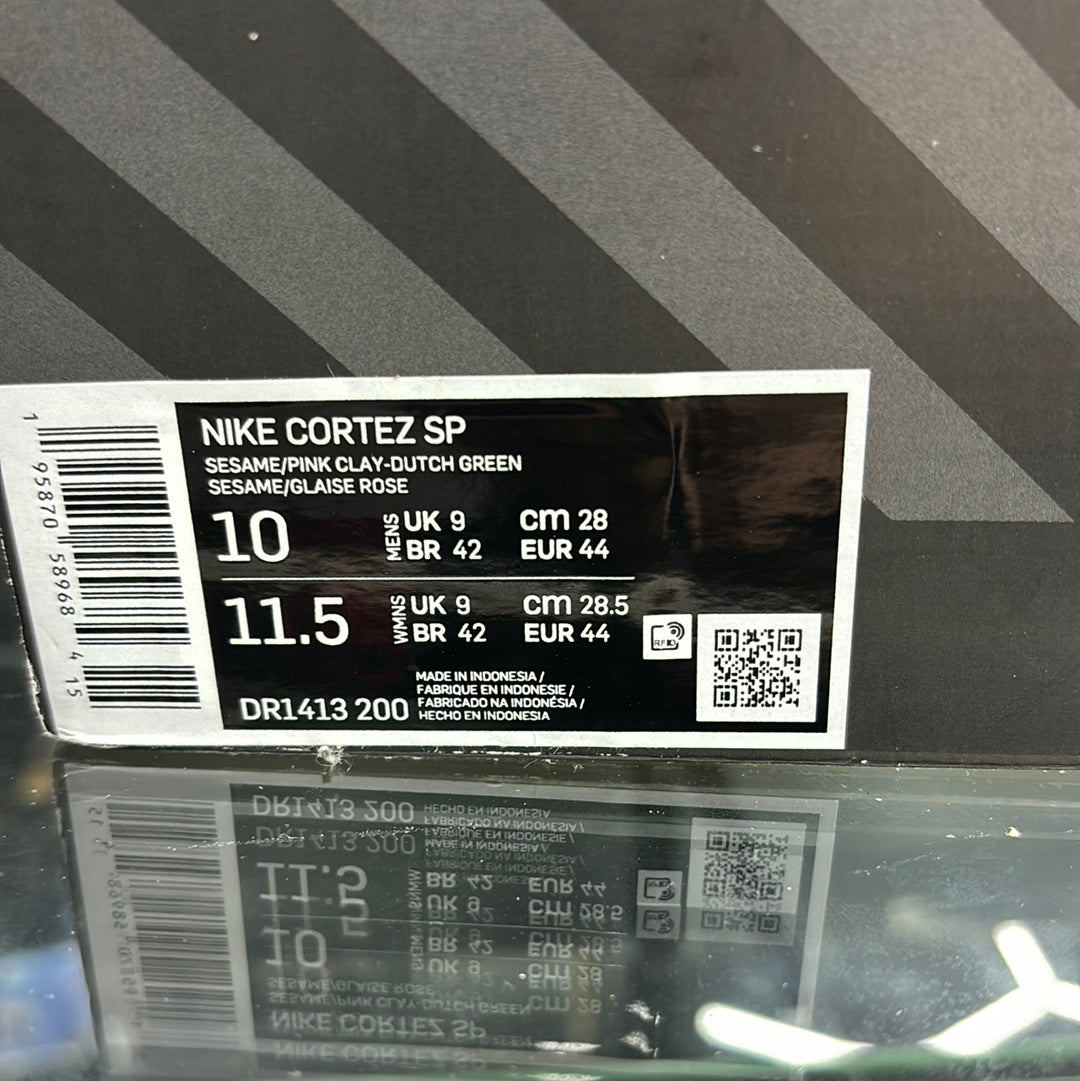 1 95870 58968 4 15
NIKE CORTEZ SP
SESAME/PINK CLAY-DUTCH GREEN
SESAME/GLAISE ROSE
10 MENS UK 9 cm 28
BR 42 EUR 44
11.5 WMNS UK 9 cm 28.5
BR 42 EUR 44
RFID
MADE IN INDONESIA /
FABRIQUE EN INDONESIE /
FABRICADO NA INDONÉSIA /
HECHO EN INDONESIA
DR1413 200